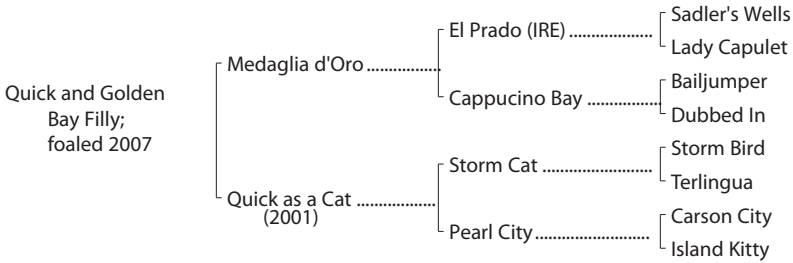 Sadler's Wells
El Prado (IRE) ....................
Lady Capulet
Medaglia d'Oro ..................
Bailjumper
Cappucino Bay ..................
Dubbed In
Quick and Golden
Bay Filly;
foaled 2007
Storm Bird
Storm Cat ...........................
Terlingua
Quick as a Cat ...................
(2001)
Carson City
Pearl City ............................
Island Kitty